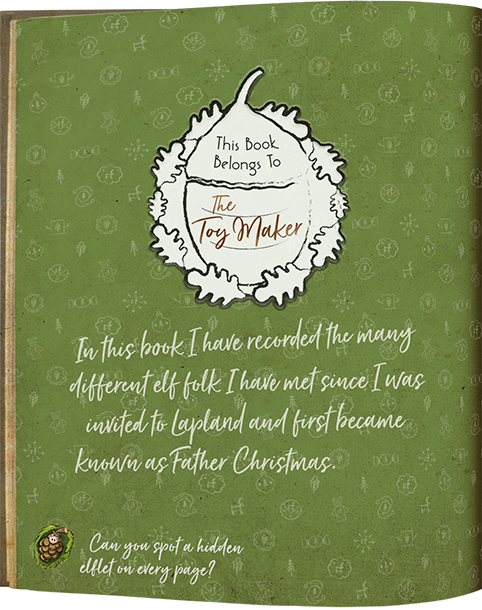 This Book
Belongs To
The
Toy Maker
In this book I have recorded the many
different elf folk I have met since I was
invited to Lapland and first became
known as Father Christmas.
Can you spot a hidden
elflet on every page?